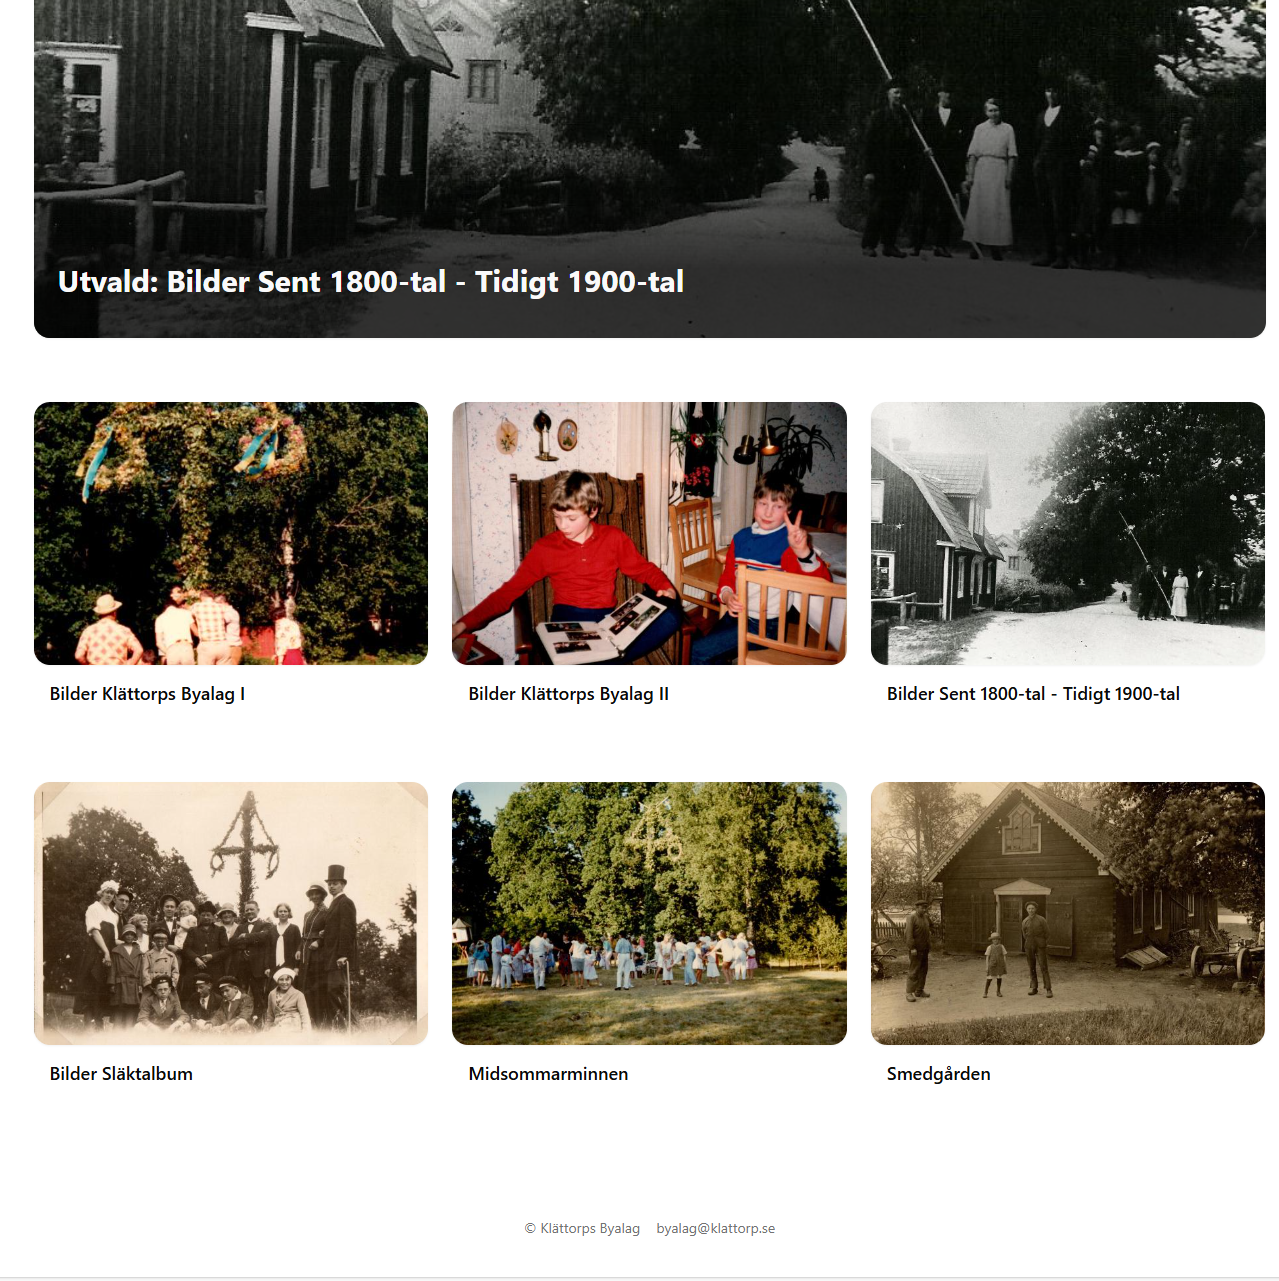 Utvald: Bilder Sent 1800-tal - Tidigt 1900-tal
Bilder Klättorps Byalag I
Bilder Klättorps Byalag II
Bilder Sent 1800-tal - Tidigt 1900-tal
Bilder Släktalbum
Midsommarminnen
Smedgården
© Klättorps Byalag byalag@klattorp.se